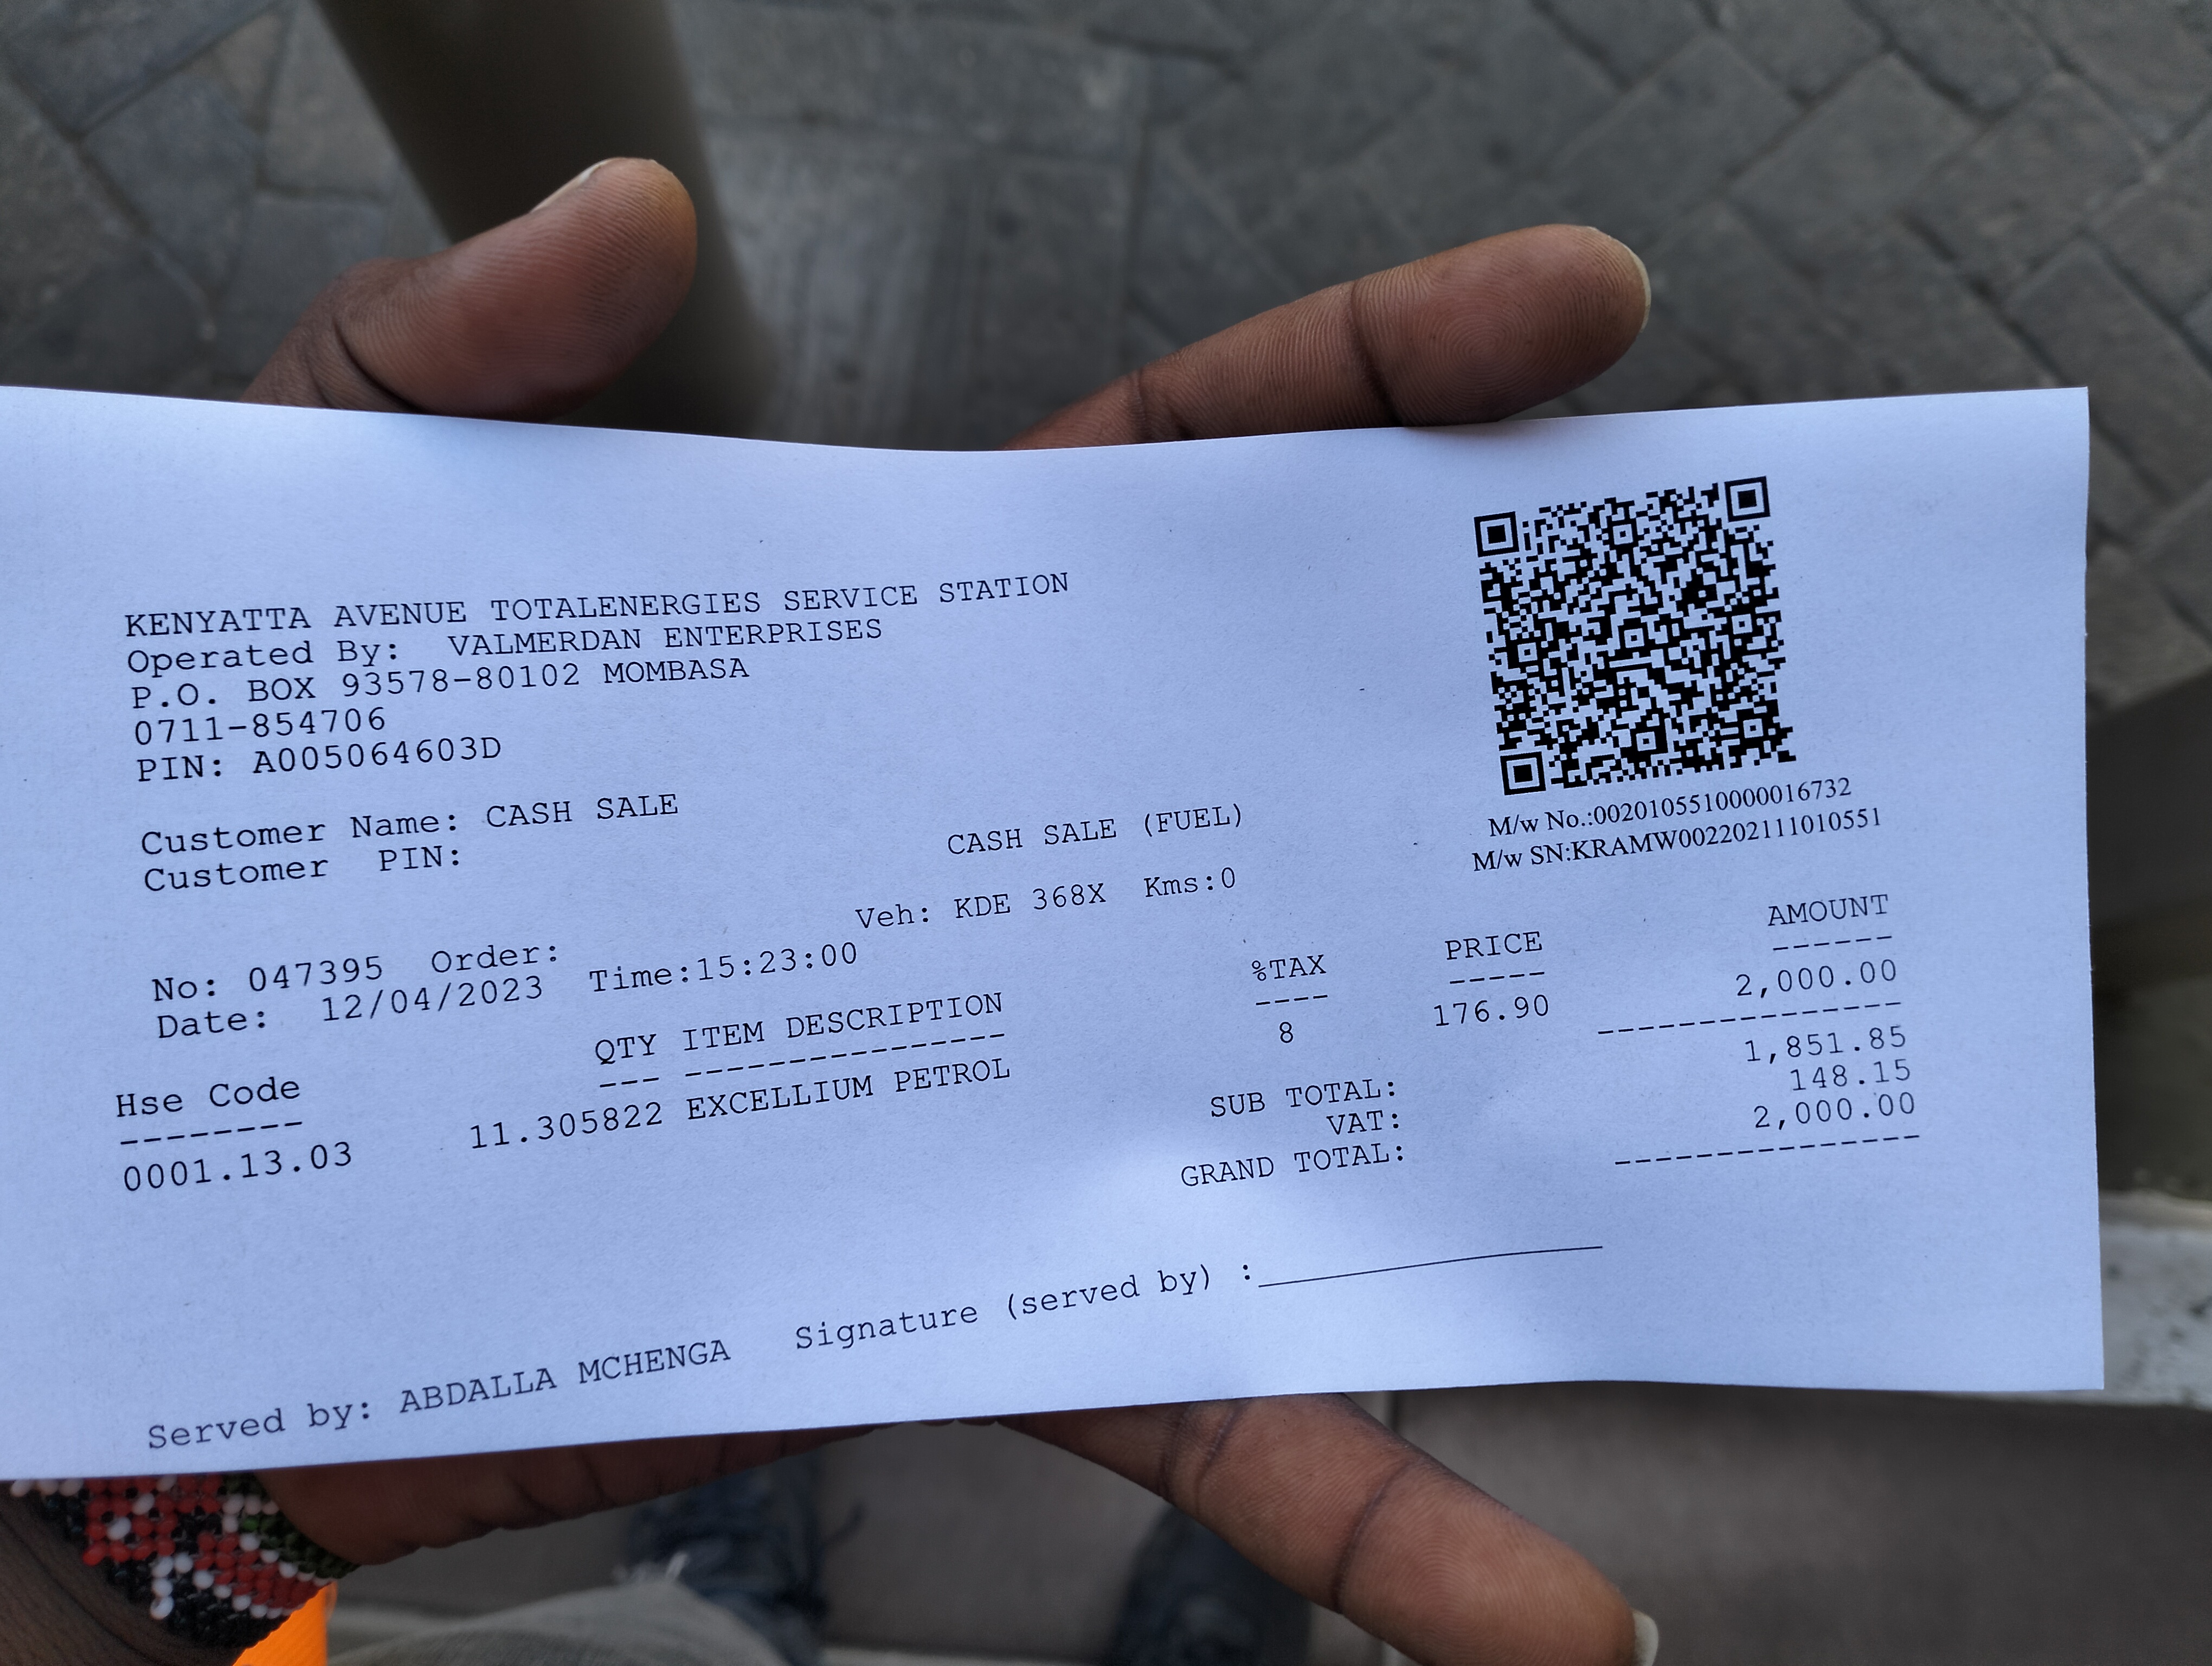 KENYATTA AVENUE TOTALENERGIES SERVICE STATION
Operated By: VALMERDAN ENTERPRISES
P.O. BOX 93578-80102 MOMBASA
0711-854706
PIN: A005064603D
M/w No.:0020105510000016732
M/w SN:KRAMW002202111010551
Customer Name: CASH SALE
Customer PIN:
CASH SALE (FUEL)
Veh: KDE 368X Kms:0
No: 047395 Order:
Date: 12/04/2023 Time:15:23:00
Hse Code QTY ITEM DESCRIPTION %TAX PRICE AMOUNT
-------- --- -------------- ---- ----- ------
0001.13.03 11.305822 EXCELLIUM PETROL 8 176.90 2,000.00
--------------
SUB TOTAL: 1,851.85
VAT: 148.15
GRAND TOTAL: 2,000.00
--------------
Served by: ABDALLA MCHENGA Signature (served by) :______________